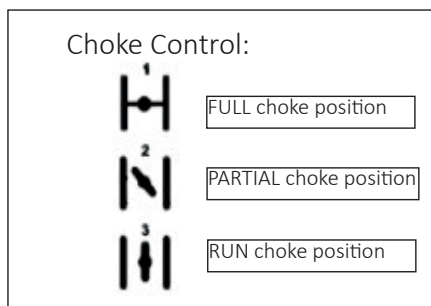 Choke Control:
1
FULL choke position
2
PARTIAL choke position
3
RUN choke position